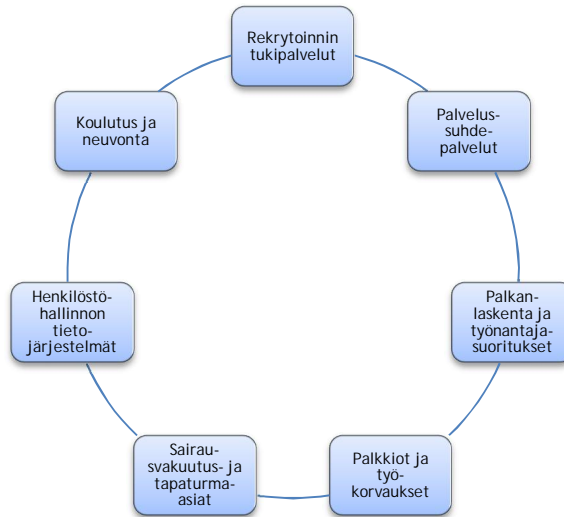 Rekrytoinnin
tukipalvelut
Palvelus-
suhde-
palvelut
Palkan-
laskenta ja
työnantaja-
suoritukset
Palkkiot ja
työ-
korvaukset
Sairau-
svakuutus- ja
tapaturma-
asiat
Henkilöstö-
hallinnon
tieto-
järjestelmät
Koulutus ja
neuvonta